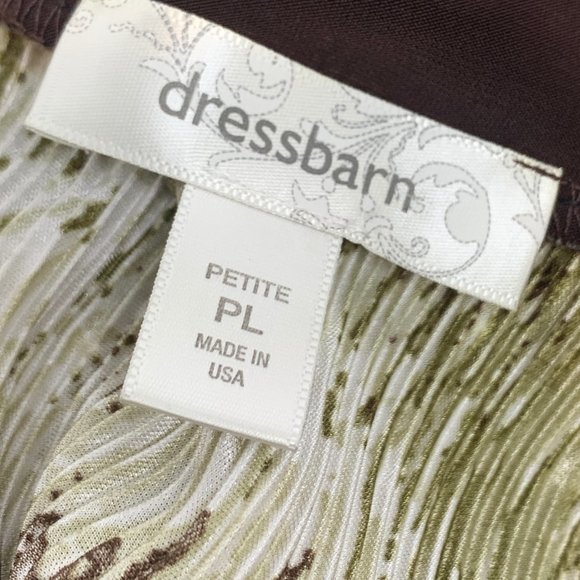 dressbarn
PETITE
PL
MADE IN
USA